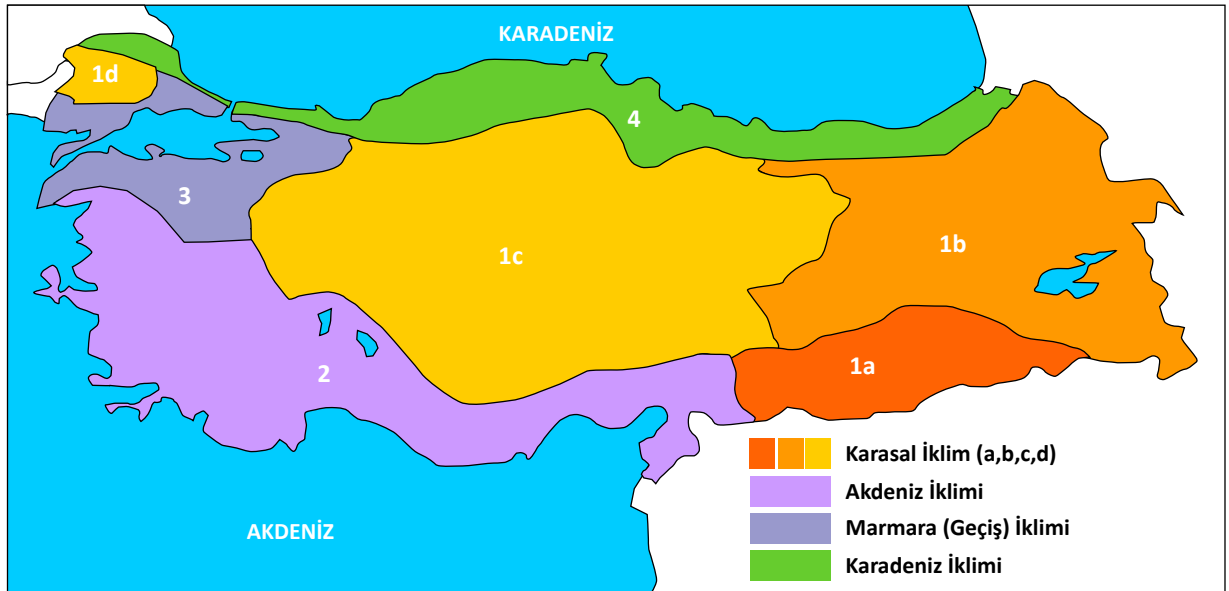 KARADENİZ
1d
4
3
1b
1c
1a
2
Karasal İklim (a,b,c,d)
Akdeniz İklimi
Marmara (Geçiş) İklimi
AKDENİZ
Karadeniz İklimi